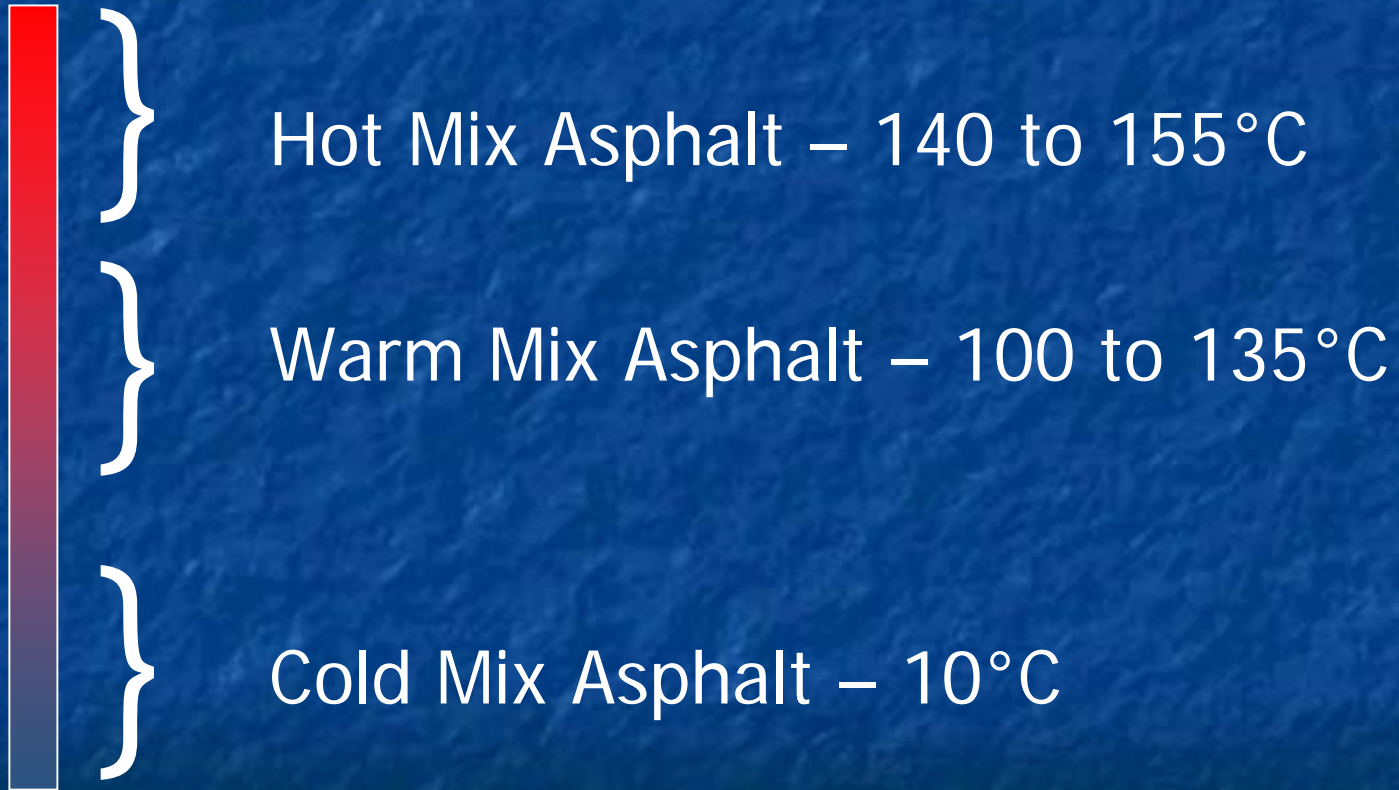 Hot Mix Asphalt – 140 to 155°C
Warm Mix Asphalt – 100 to 135°C
Cold Mix Asphalt – 10°C